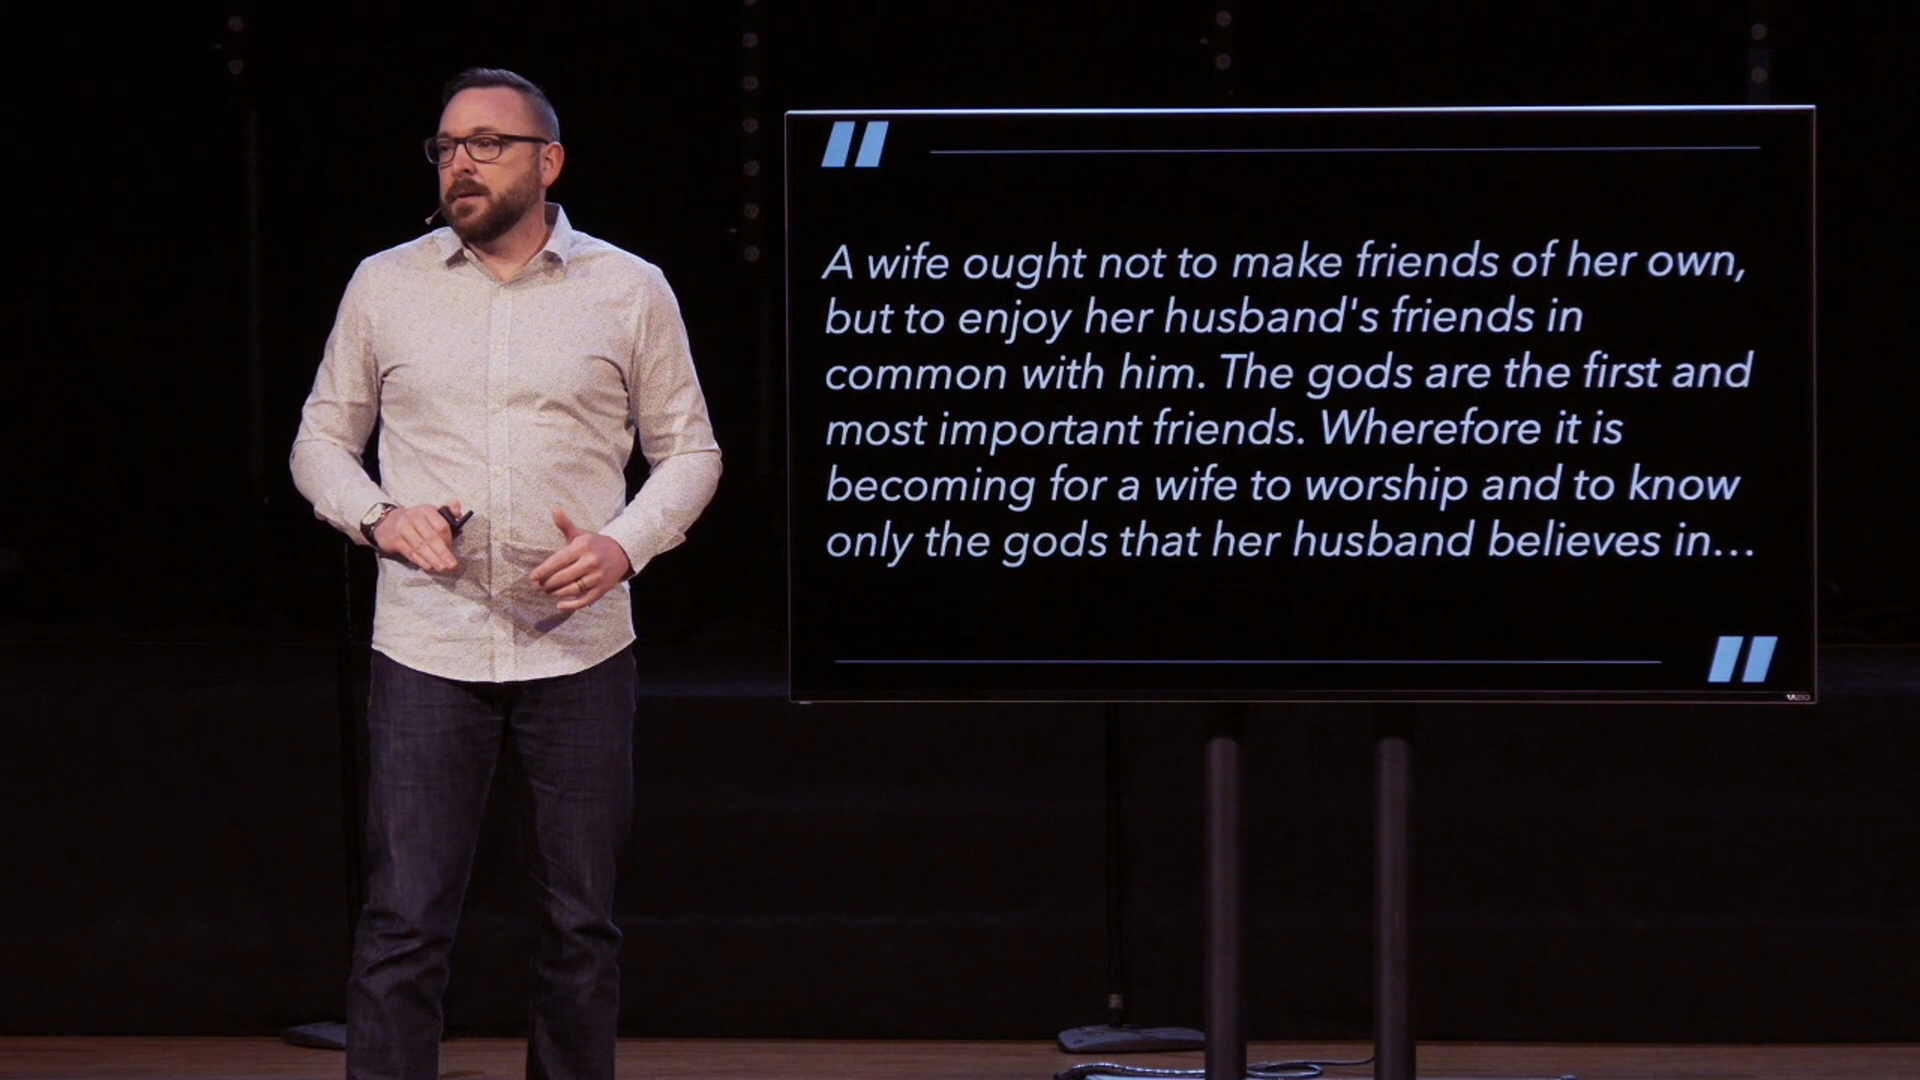 "
A wife ought not to make friends of her own,
but to enjoy her husband's friends in
common with him. The gods are the first and
most important friends. Wherefore it is
becoming for a wife to worship and to know
only the gods that her husband believes in...
"
VIZIO